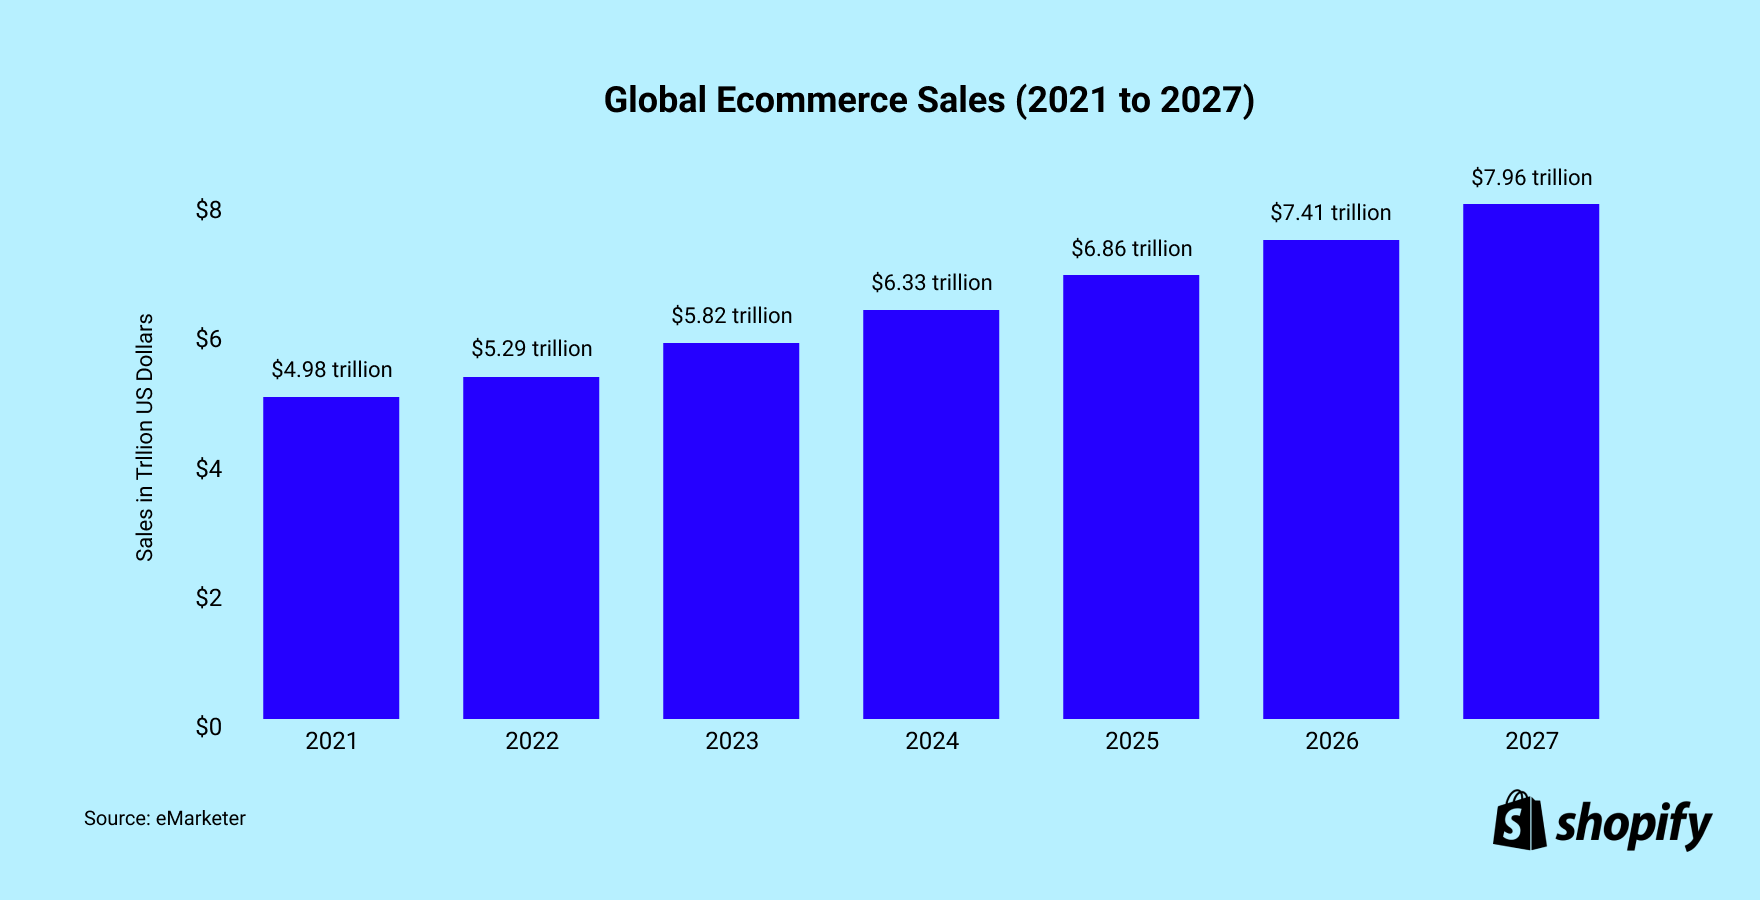 Global Ecommerce Sales (2021 to 2027)
Sales in Trllion US Dollars
$8
$6
$4
$2
$0
$4.98 trillion
$5.29 trillion
$5.82 trillion
$6.33 trillion
$6.86 trillion
$7.41 trillion
$7.96 trillion
2021 2022 2023 2024 2025 2026 2027
Source: eMarketer
shopify